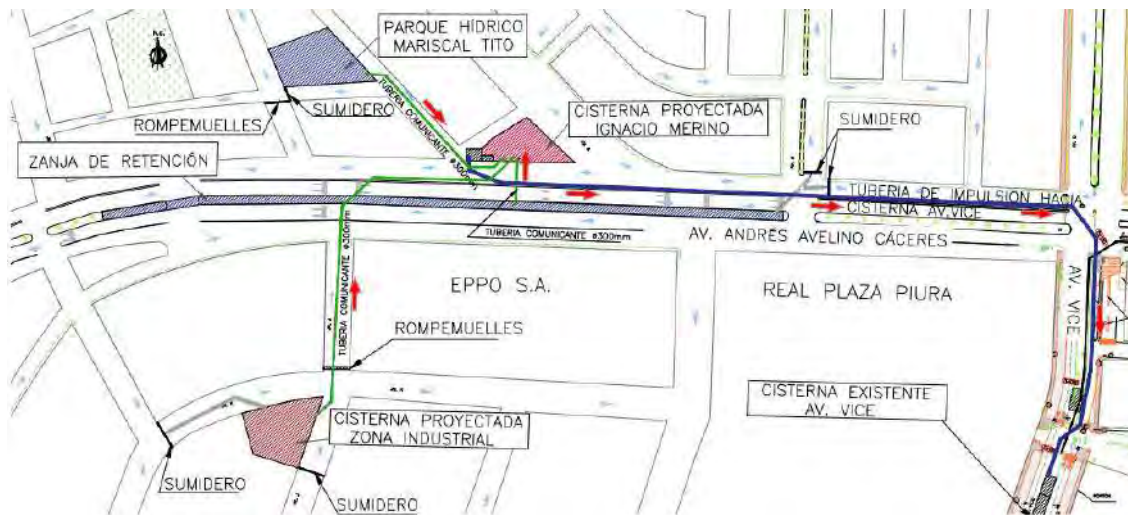 PARQUE HÍDRICO
MARISCAL TITO
SUMIDERO
ROMPEMUELLES
CISTERNA PROYECTADA
IGNACIO MERINO
SUMIDERO
ZANJA DE RETENCIÓN
TUBERIA COMUNICANTE ø300mm
TUBERIA DE IMPULSION HACIA
CISTERNA AV.VICE
TUBERIA COMUNICANTE ø300mm
AV. ANDRES AVELINO CÁCERES
TUBERIA COMUNICANTE ø300mm
EPPO S.A.
REAL PLAZA PIURA
AV. VICE
ROMPEMUELLES
CISTERNA EXISTENTE
AV. VICE
CISTERNA PROYECTADA
ZONA INDUSTRIAL
SUMIDERO
SUMIDERO